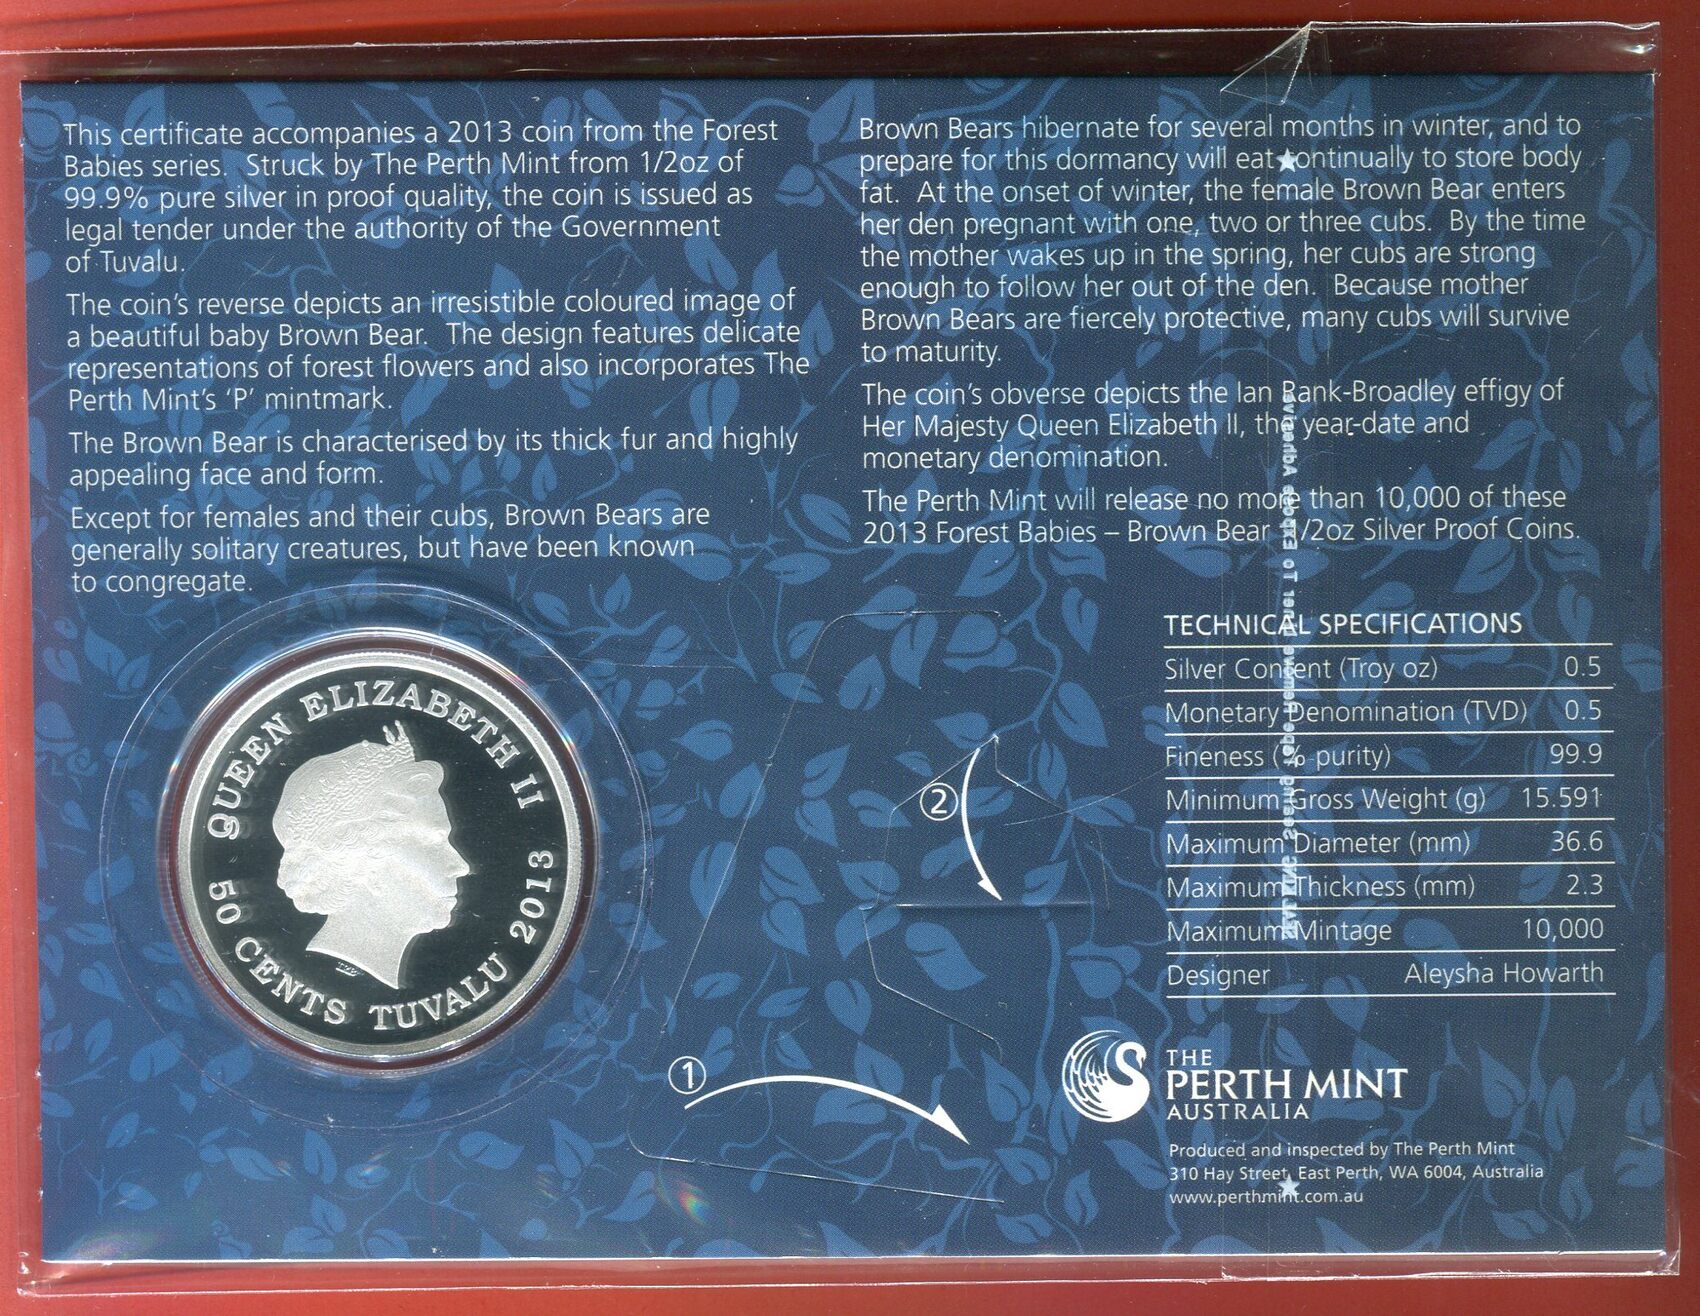 This certificate accompanies a 2013 coin from the Forest
Babies series. Struck by The Perth Mint from 1/2oz of
99.9% pure silver in proof quality, the coin is issued as
legal tender under the authority of the Government
of Tuvalu.
The coin's reverse depicts an irresistible coloured image of
a beautiful baby Brown Bear. The design features delicate
representations of forest flowers and also incorporates The
Perth Mint's 'P' mintmark.
The Brown Bear is characterised by its thick fur and highly
appealing face and form.
Except for females and their cubs, Brown Bears are
generally solitary creatures, but have been known
to congregate.
Brown Bears hibernate for several months in winter, and to
prepare for this dormancy will eat continually to store body
fat. At the onset of winter, the female Brown Bear enters
her den pregnant with one, two or three cubs. By the time
the mother wakes up in the spring, her cubs are strong
enough to follow her out of the den. Because mother
Brown Bears are fiercely protective, many cubs will survive
to maturity.
The coin's obverse depicts the Ian Rank-Broadley effigy of
Her Majesty Queen Elizabeth II, the year-date and
monetary denomination.
The Perth Mint will release no more than 10,000 of these
2013 Forest Babies – Brown Bear 1/2oz Silver Proof Coins.
QUEEN ELIZABETH II
50 CENTS TUVALU 2013
1
2
TECHNICAL SPECIFICATIONS
Silver Content (Troy oz) 0.5
Monetary Denomination (TVD) 0.5
Fineness (% purity) 99.9
Minimum Gross Weight (g) 15.591
Maximum Diameter (mm) 36.6
Maximum Thickness (mm) 2.3
Maximum Mintage 10,000
Designer Aleysha Howarth
THE
PERTH MINT
AUSTRALIA
Produced and inspected by The Perth Mint
310 Hay Street, East Perth, WA 6004, Australia
www.perthmint.com.au